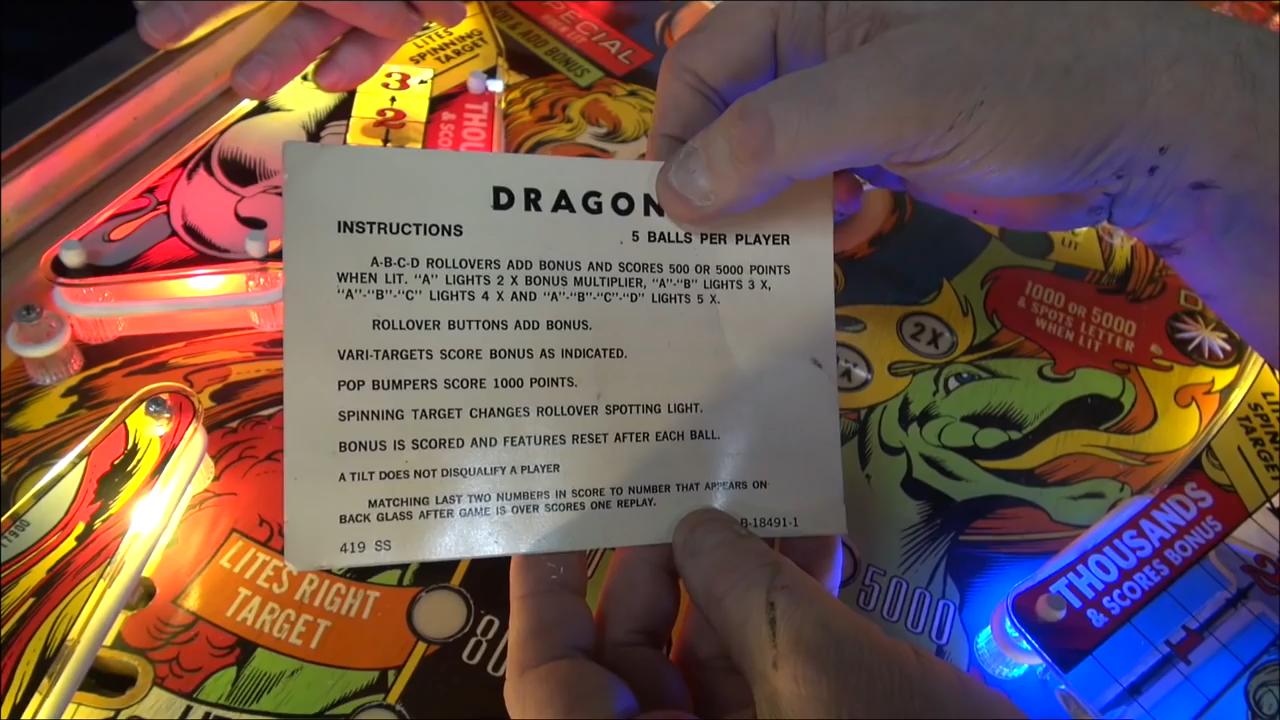 LITES
SPINNING
TARGET
SPECIAL
& ADD BONUS
3
2
DRAGON
INSTRUCTIONS
5 BALLS PER PLAYER
A-B-C-D ROLLOVERS ADD BONUS AND SCORES 500 OR 5000 POINTS
WHEN LIT. "A" LIGHTS 2 X BONUS MULTIPLIER, "A"-"B" LIGHTS 3 X,
"A"-"B"-"C" LIGHTS 4 X AND "A"-"B"-"C"-"D" LIGHTS 5 X.
ROLLOVER BUTTONS ADD BONUS.
VARI-TARGETS SCORE BONUS AS INDICATED.
POP BUMPERS SCORE 1000 POINTS.
SPINNING TARGET CHANGES ROLLOVER SPOTTING LIGHT.
BONUS IS SCORED AND FEATURES RESET AFTER EACH BALL.
A TILT DOES NOT DISQUALIFY A PLAYER
MATCHING LAST TWO NUMBERS IN SCORE TO NUMBER THAT APPEARS ON
BACK GLASS AFTER GAME IS OVER SCORES ONE REPLAY.
B-18491-1
419 SS
1000 OR 5000
& SPOTS LETTER
WHEN LIT
2X
LITES RIGHT
TARGET
5000
THOUSANDS
& SCORES BONUS
1